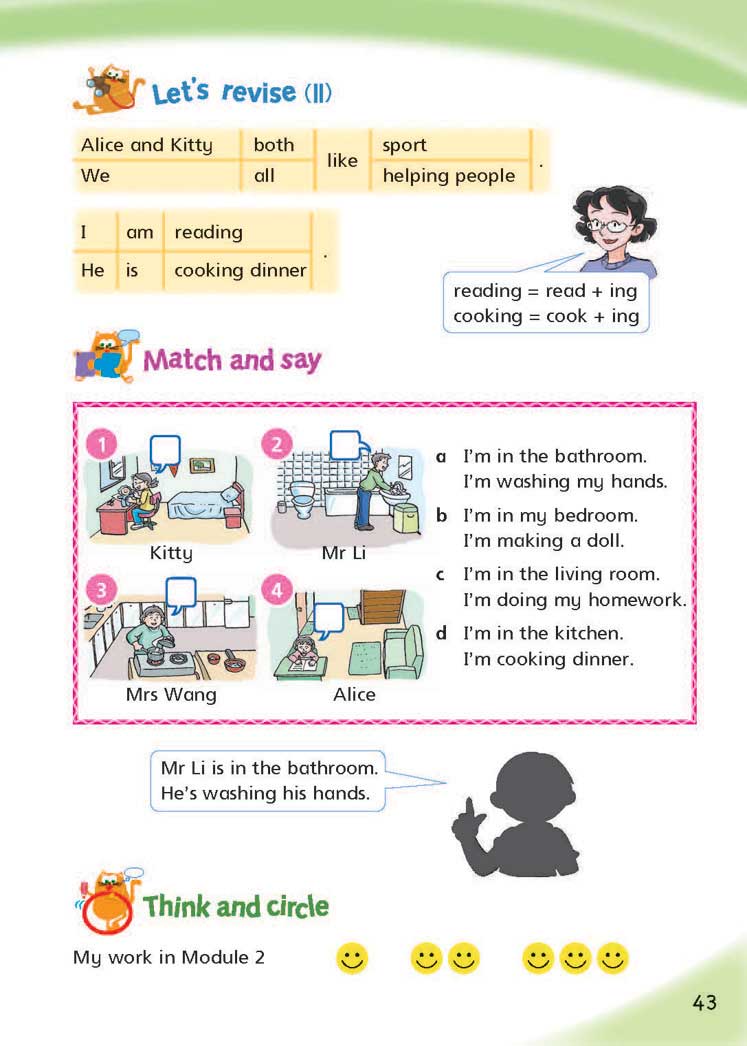 Let's revise (II)
Alice and Kitty both like sport
We all helping people .
I am reading
He is cooking dinner .
reading = read + ing
cooking = cook + ing
Match and say
1
2
a I'm in the bathroom.
I'm washing my hands.
b I'm in my bedroom.
I'm making a doll.
Kitty
Mr Li
c I'm in the living room.
I'm doing my homework.
3
4
d I'm in the kitchen.
I'm cooking dinner.
Mrs Wang
Alice
Mr Li is in the bathroom.
He's washing his hands.
Think and circle
My work in Module 2
43